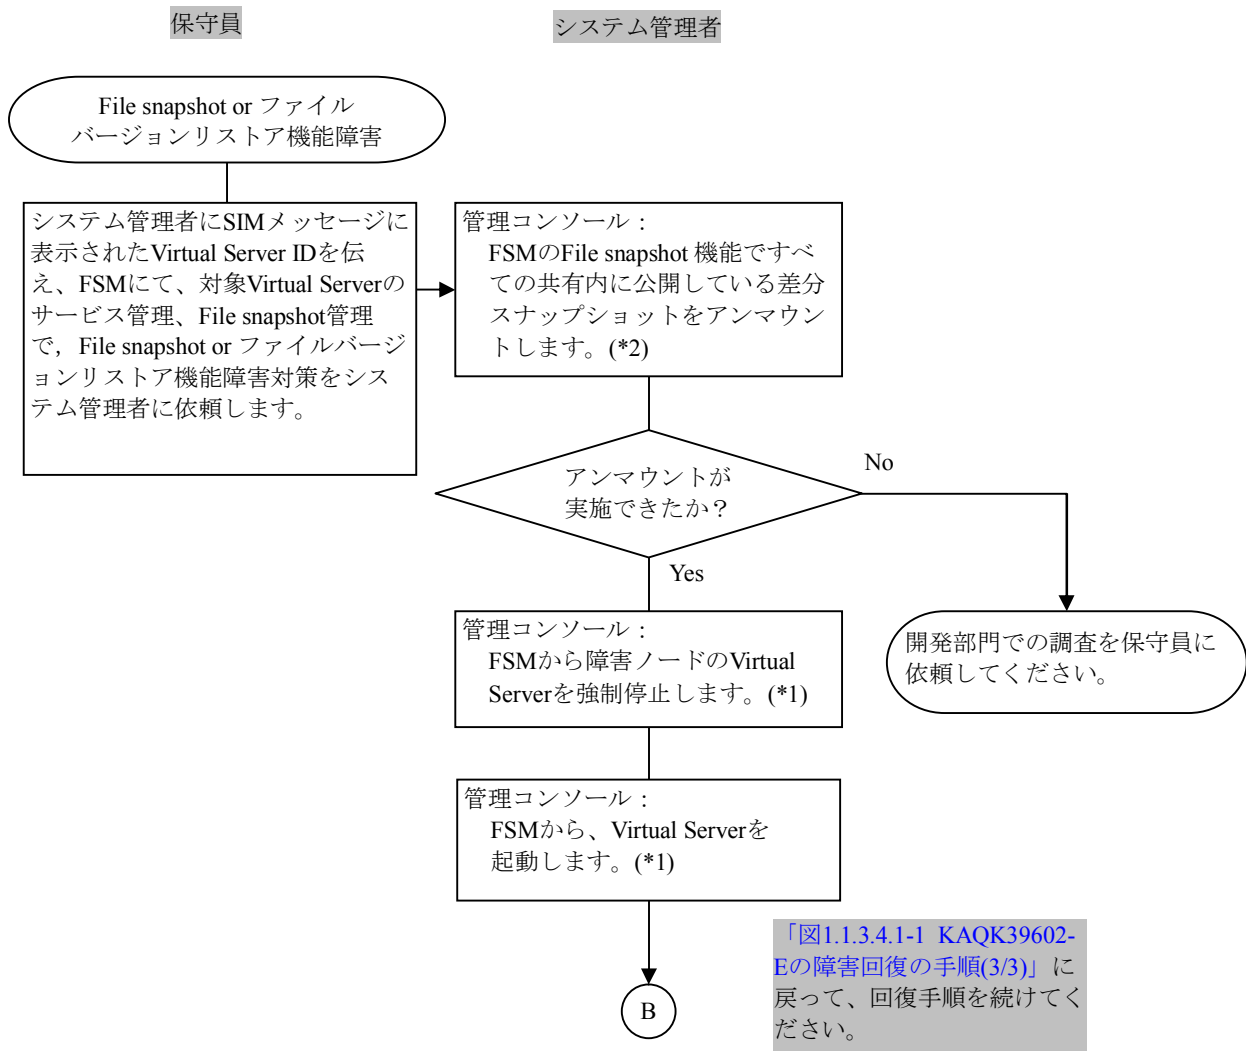 保守員
システム管理者
File snapshot or ファイル
バージョンリストア機能障害
システム管理者にSIMメッセージに
表示されたVirtual Server IDを伝
え、FSMにて、対象Virtual Serverの
サービス管理、File snapshot管理
で，File snapshot or ファイルバージ
ョンリストア機能障害対策をシス
テム管理者に依頼します。
管理コンソール：
FSMのFile snapshot 機能ですべ
ての共有内に公開している差分
スナップショットをアンマウン
トします。(*2)
アンマウントが
実施できたか？
No
Yes
管理コンソール：
FSMから障害ノードのVirtual
Serverを強制停止します。(*1)
開発部門での調査を保守員に
依頼してください。
管理コンソール：
FSMから、Virtual Serverを
起動します。(*1)
「図1.1.3.4.1-1 KAQK39602-
Eの障害回復の手順(3/3)」に
戻って、回復手順を続けてく
ださい。
B